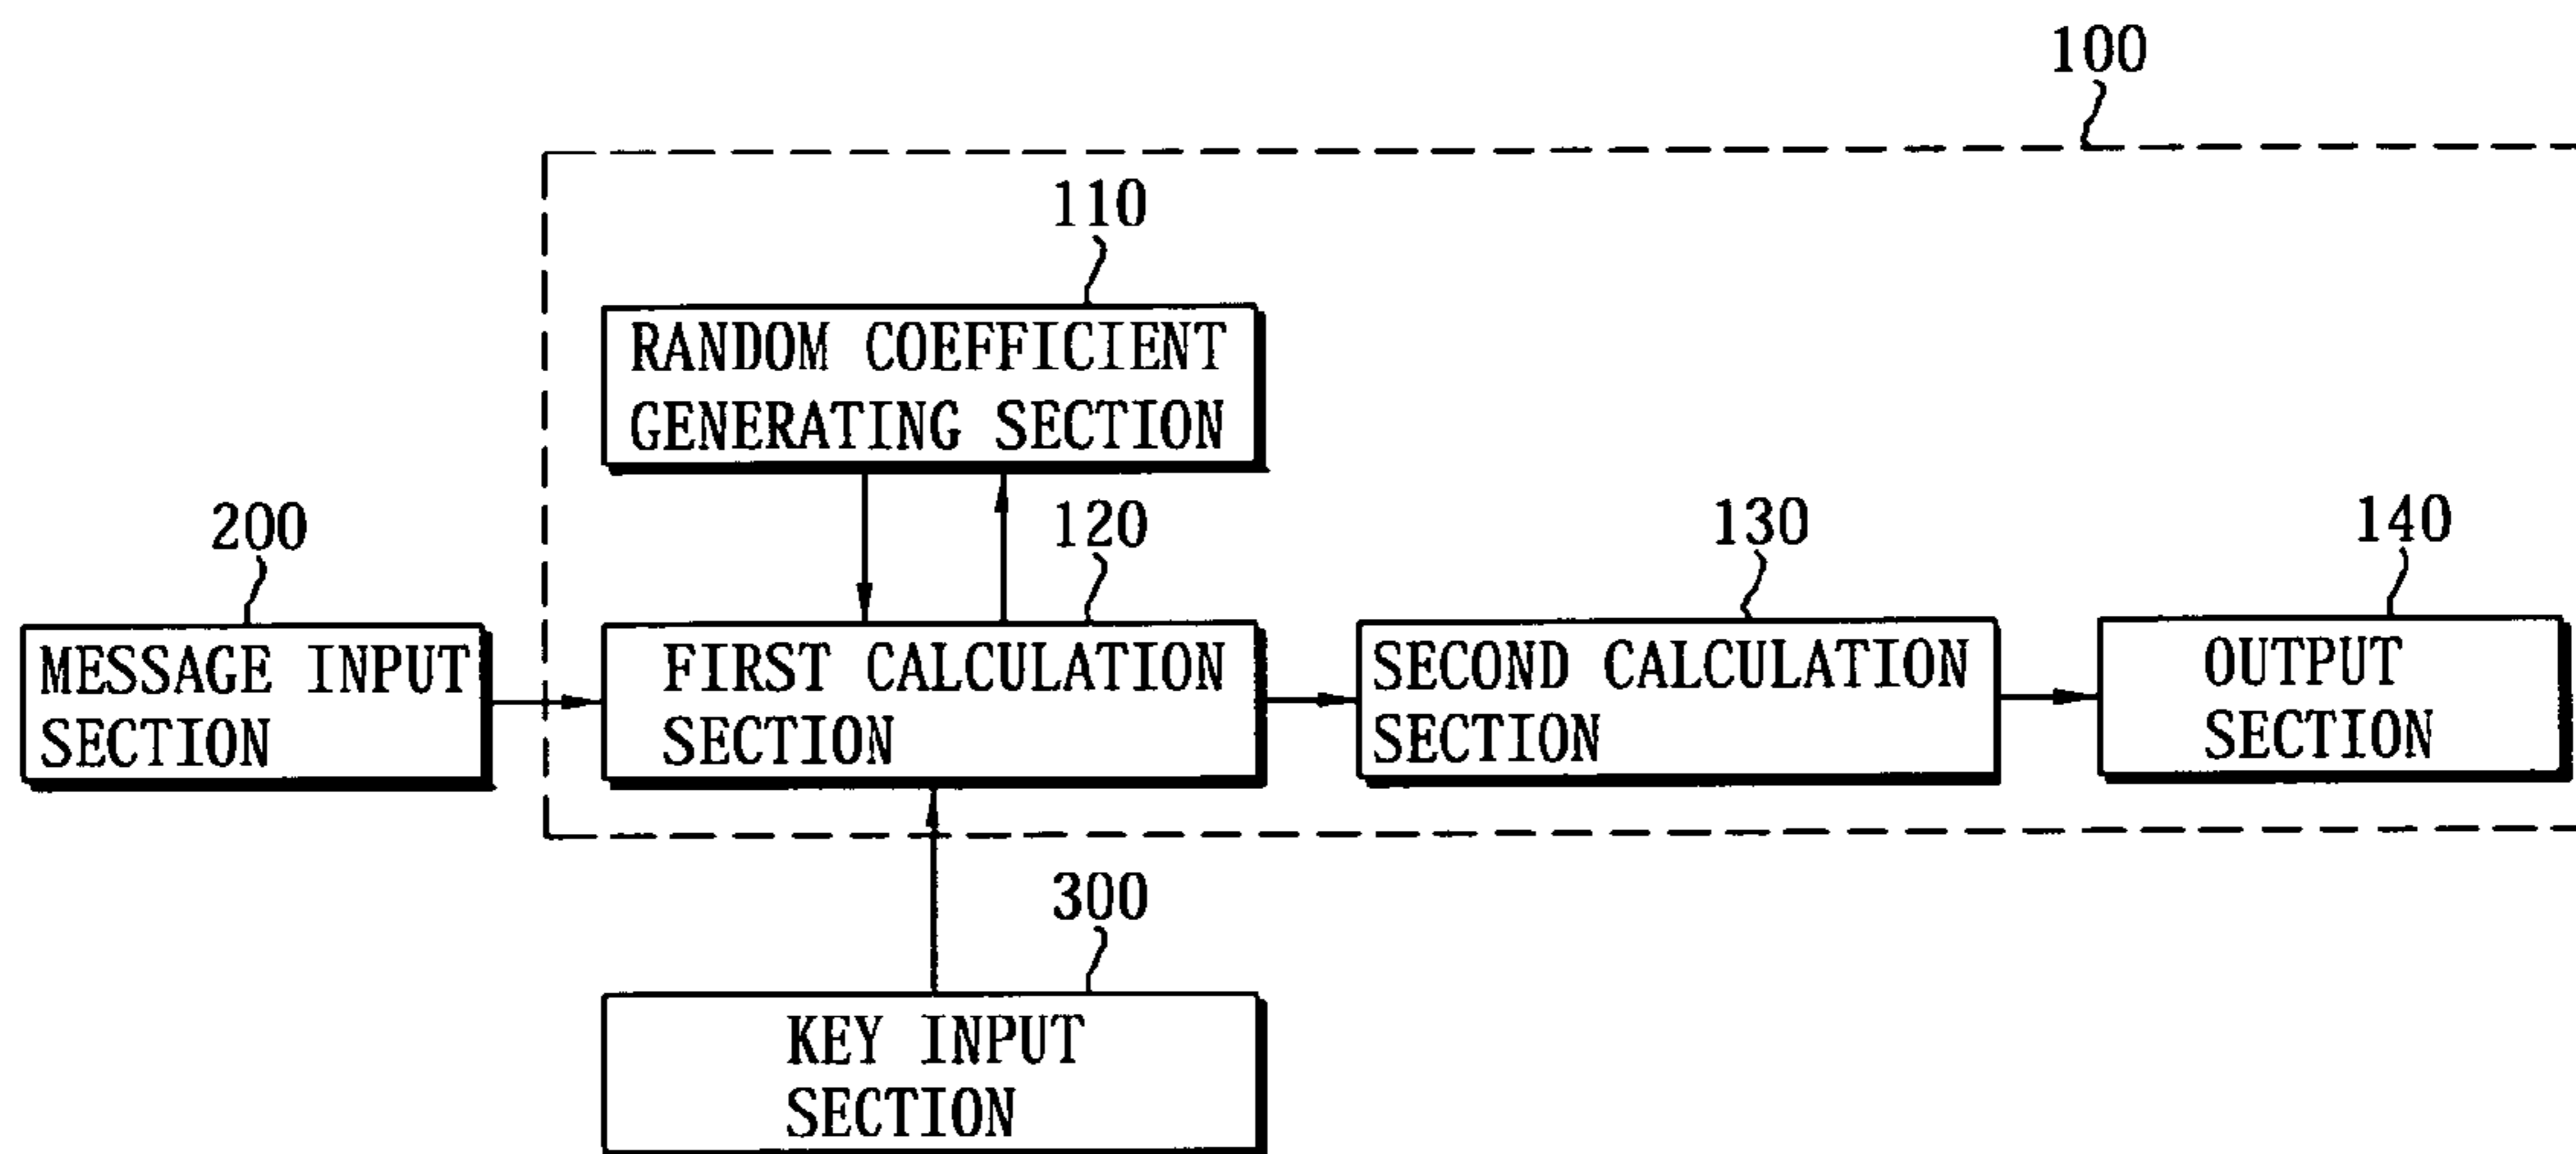 100
110
RANDOM COEFFICIENT
GENERATING SECTION
200
120
130
140
MESSAGE INPUT
SECTION
FIRST CALCULATION
SECTION
SECOND CALCULATION
SECTION
OUTPUT
SECTION
300
KEY INPUT
SECTION